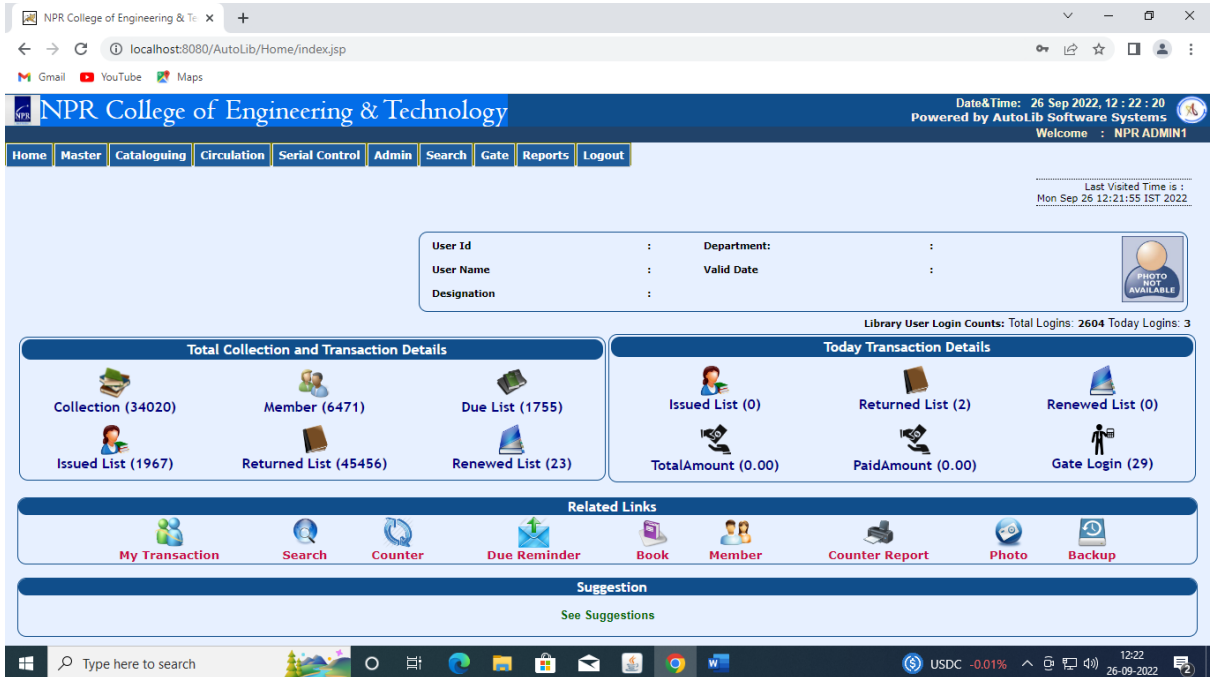 NPR College of Engineering & Te
localhost:8080/AutoLib/Home/index.jsp
Gmail YouTube Maps
NPR NPR College of Engineering & Technology
Date&Time: 26 Sep 2022, 12 : 22 : 20
Powered by AutoLib Software Systems
Welcome : NPR ADMIN1
Home Master Cataloguing Circulation Serial Control Admin Search Gate Reports Logout
Last Visited Time is :
Mon Sep 26 12:21:55 IST 2022
User Id : Department: :
User Name : Valid Date :
Designation :
PHOTO
NOT
AVAILABLE
Library User Login Counts: Total Logins: 2604 Today Logins: 3
Total Collection and Transaction Details
Collection (34020) Member (6471) Due List (1755)
Issued List (1967) Returned List (45456) Renewed List (23)
Today Transaction Details
Issued List (0) Returned List (2) Renewed List (0)
TotalAmount (0.00) PaidAmount (0.00) Gate Login (29)
Related Links
My Transaction Search Counter Due Reminder Book Member Counter Report Photo Backup
Suggestion
See Suggestions
Type here to search
USDC -0.01%
12:22
26-09-2022
2